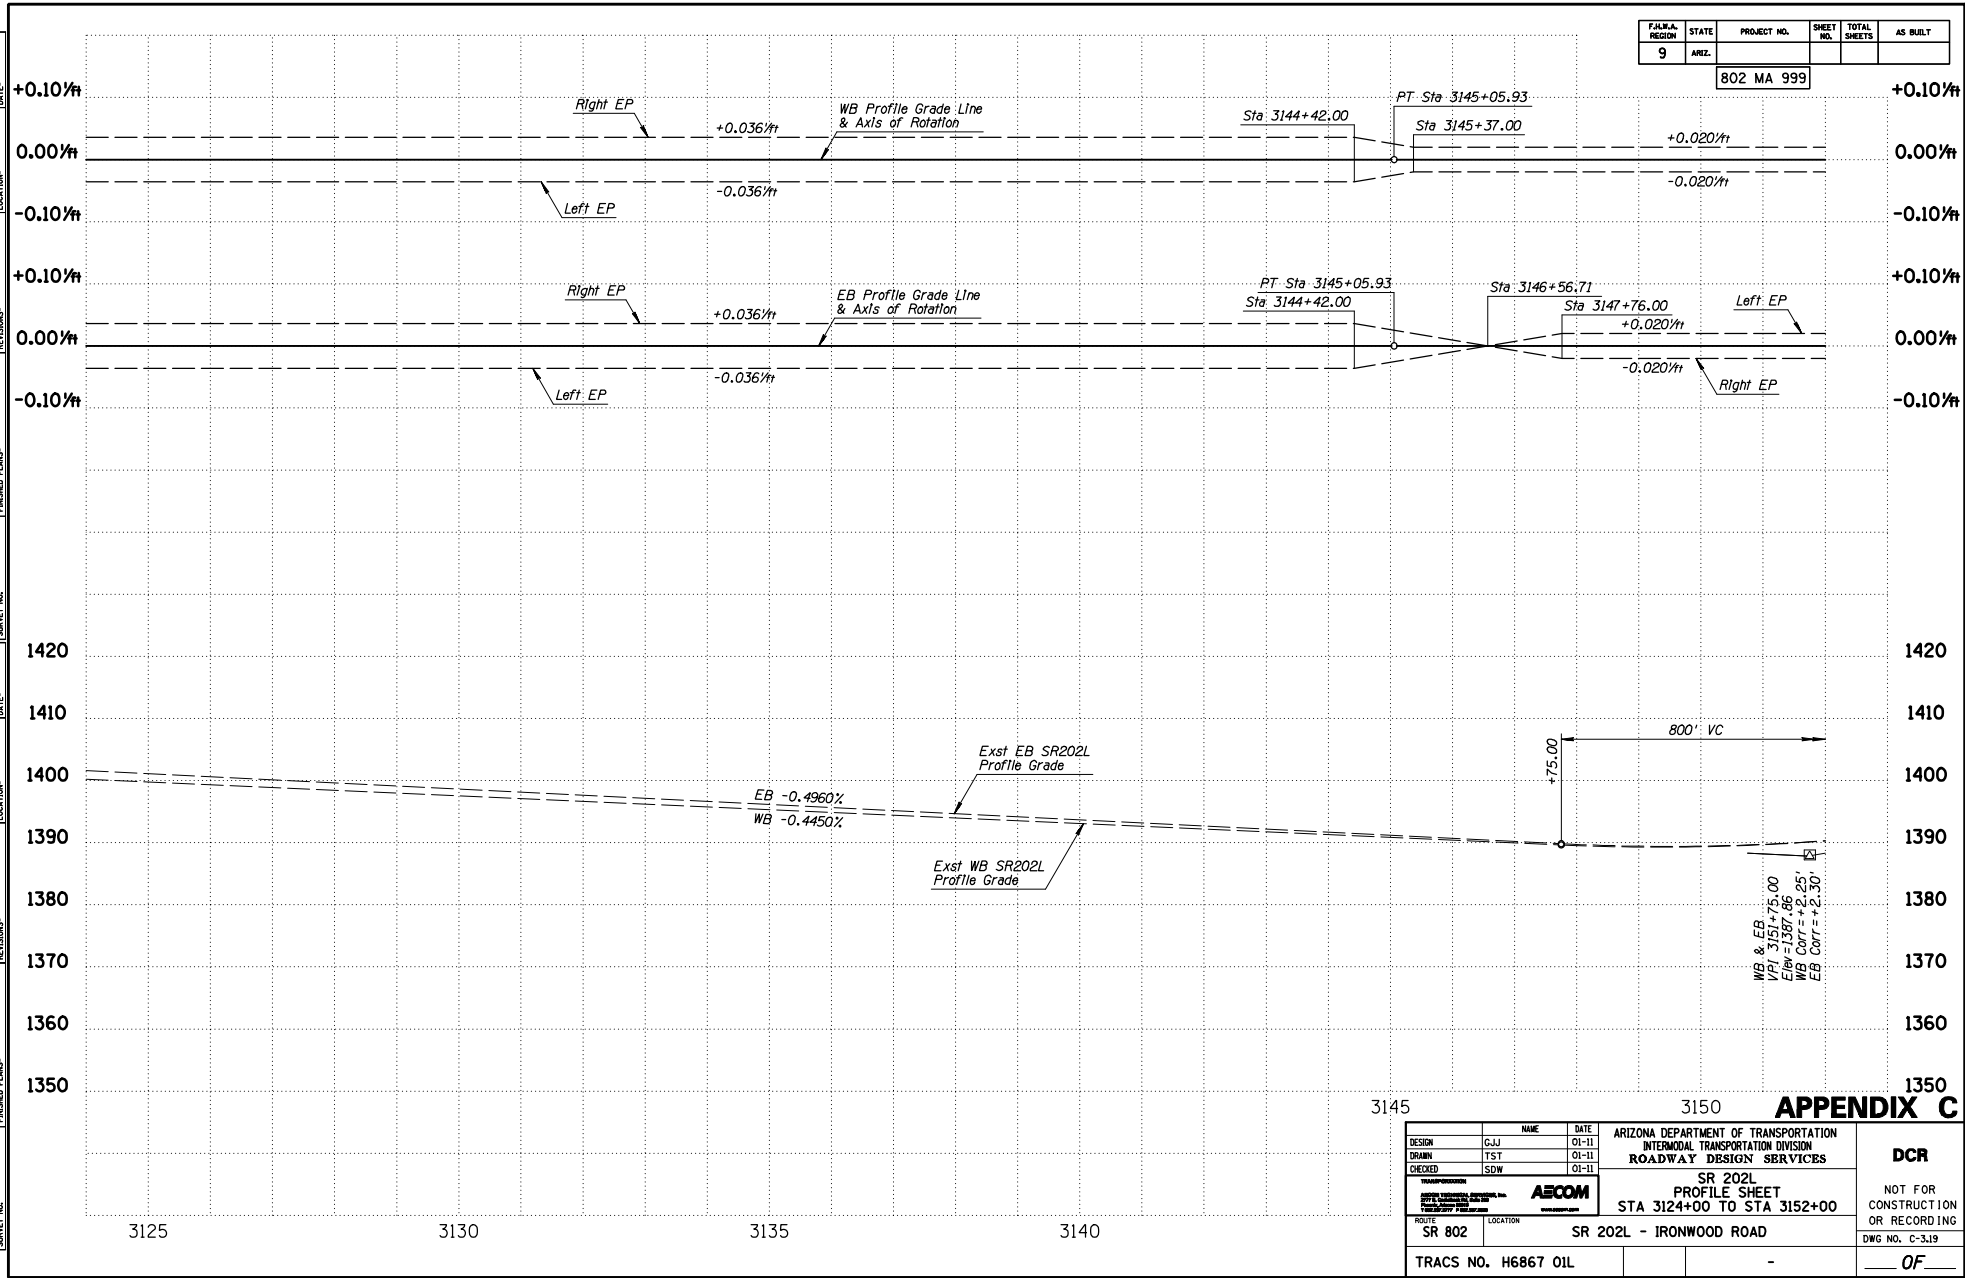 F.H.W.A. REGION STATE PROJECT NO. SHEET NO. TOTAL SHEETS AS BUILT
9 ARIZ.
802 MA 999
+0.10'/ft +0.10'/ft
Right EP
WB Profile Grade Line
& Axis of Rotation
+0.036'/ft
Sta 3144+42.00
PT Sta 3145+05.93
Sta 3145+37.00
+0.020'/ft
0.00'/ft 0.00'/ft
-0.036'/ft
-0.020'/ft
Left EP
-0.10'/ft -0.10'/ft
+0.10'/ft +0.10'/ft
Right EP
EB Profile Grade Line
& Axis of Rotation
+0.036'/ft
PT Sta 3145+05.93
Sta 3144+42.00
Sta 3146+56.71
Sta 3147+76.00
+0.020'/ft
Left EP
0.00'/ft 0.00'/ft
-0.036'/ft
-0.020'/ft
Right EP
Left EP
-0.10'/ft -0.10'/ft
1420 1420
1410 1410
800' VC
+75.00
Exst EB SR202L
Profile Grade
1400 1400
EB -0.4960%
WB -0.4450%
1390 1390
Exst WB SR202L
Profile Grade
WB & EB
VPI 3151+75.00
Elev=1387.86
WB Corr=+2.25'
EB Corr=+2.30'
1380 1380
1370 1370
1360 1360
1350 1350
3145 3150
APPENDIX C
3125 3130 3135 3140
NAME DATE
DESIGN GJJ 01-11
DRAWN TST 01-11
CHECKED SDW 01-11
TRANSPORTATION
AECOM
ARIZONA DEPARTMENT OF TRANSPORTATION
INTERMODAL TRANSPORTATION DIVISION
ROADWAY DESIGN SERVICES
SR 202L
PROFILE SHEET
STA 3124+00 TO STA 3152+00
DCR
NOT FOR
CONSTRUCTION
OR RECORDING
ROUTE
SR 802
LOCATION
SR 202L - IRONWOOD ROAD
DWG NO. C-3.19
TRACS NO. H6867 01L
-
OF